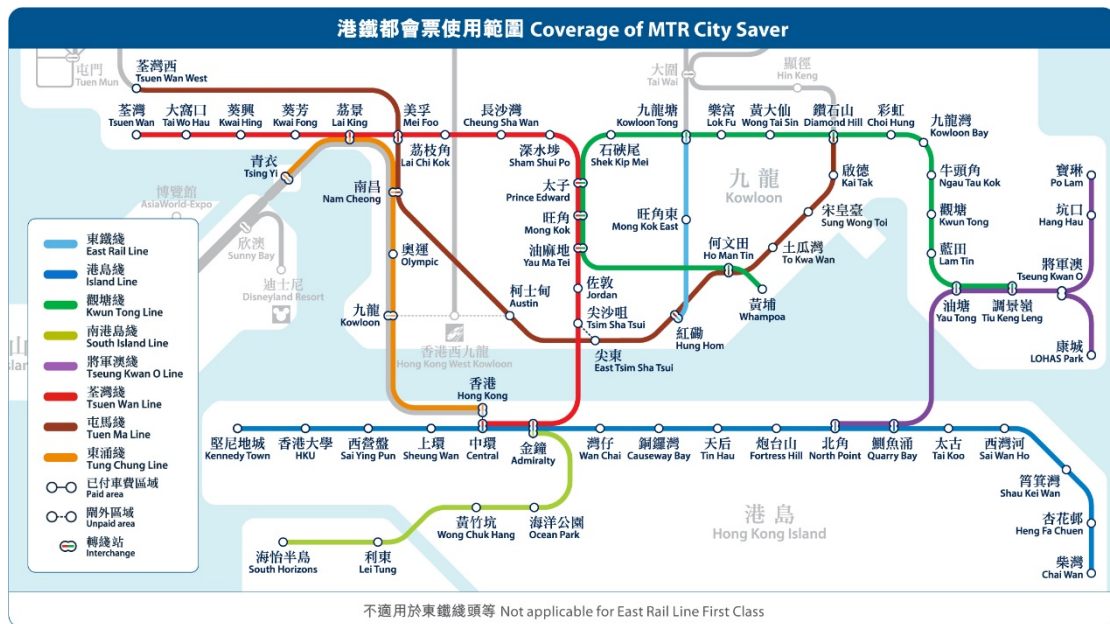 港鐵都會票使用範圍 Coverage of MTR City Saver
屯門
Tuen Mun
荃灣西
Tsuen Wan West
大圍
Tai Wai
顯徑
Hin Keng
荃灣
Tsuen Wan
大窩口
Tai Wo Hau
葵興
Kwai Hing
葵芳
Kwai Fong
荔景
Lai King
美孚
Mei Foo
荔枝角
Lai Chi Kok
長沙灣
Cheung Sha Wan
深水埗
Sham Shui Po
石硤尾
Shek Kip Mei
九龍塘
Kowloon Tong
樂富
Lok Fu
黃大仙
Wong Tai Sin
鑽石山
Diamond Hill
彩虹
Choi Hung
九龍灣
Kowloon Bay
青衣
Tsing Yi
南昌
Nam Cheong
太子
Prince Edward
九龍
Kowloon
啟德
Kai Tak
牛頭角
Ngau Tau Kok
寶琳
Po Lam
博覽館
AsiaWorld-Expo
旺角
Mong Kok
旺角東
Mong Kok East
宋皇臺
Sung Wong Toi
觀塘
Kwun Tong
坑口
Hang Hau
欣澳
Sunny Bay
奧運
Olympic
油麻地
Yau Ma Tei
何文田
Ho Man Tin
土瓜灣
To Kwa Wan
藍田
Lam Tin
將軍澳
Tseung Kwan O
迪士尼
Disneyland Resort
柯士甸
Austin
佐敦
Jordan
黃埔
Whampoa
油塘
Yau Tong
調景嶺
Tiu Keng Leng
九龍
Kowloon
尖沙咀
Tsim Sha Tsui
紅磡
Hung Hom
香港西九龍
Hong Kong West Kowloon
尖東
East Tsim Sha Tsui
康城
LOHAS Park
山
Island
東鐵綫
East Rail Line
港島綫
Island Line
觀塘綫
Kwun Tong Line
南港島綫
South Island Line
將軍澳綫
Tseung Kwan O Line
荃灣綫
Tsuen Wan Line
屯馬綫
Tuen Ma Line
東涌綫
Tung Chung Line
已付車費區域
Paid area
閘外區域
Unpaid area
轉綫站
Interchange
香港
Hong Kong
堅尼地城
Kennedy Town
香港大學
HKU
西營盤
Sai Ying Pun
上環
Sheung Wan
中環
Central
金鐘
Admiralty
灣仔
Wan Chai
銅鑼灣
Causeway Bay
天后
Tin Hau
炮台山
Fortress Hill
北角
North Point
鰂魚涌
Quarry Bay
太古
Tai Koo
西灣河
Sai Wan Ho
筲箕灣
Shau Kei Wan
黃竹坑
Wong Chuk Hang
海洋公園
Ocean Park
港島
Hong Kong Island
杏花邨
Heng Fa Chuen
海怡半島
South Horizons
利東
Lei Tung
柴灣
Chai Wan
不適用於東鐵綫頭等 Not applicable for East Rail Line First Class